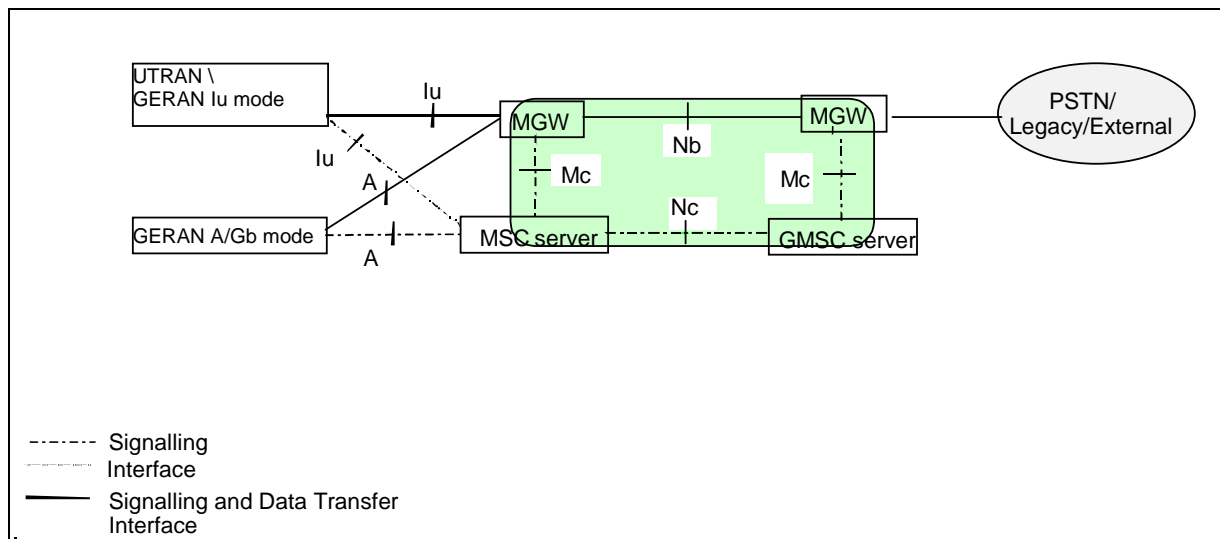 UTRAN \
GERAN Iu mode
Iu
MGW
Nb
MGW
PSTN/
Legacy/External
Iu
A
Mc
Mc
Nc
GERAN A/Gb mode
A
MSC server
GMSC server
Signalling
Interface
Signalling and Data Transfer
Interface